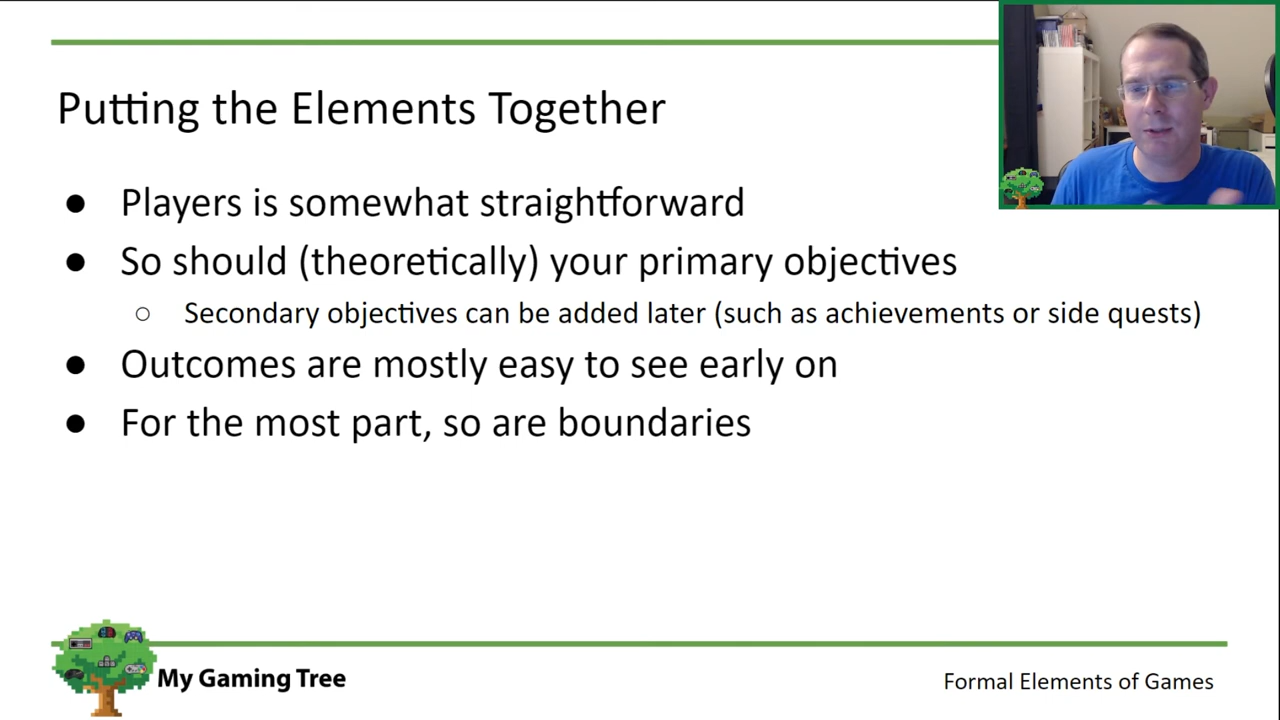 Putting the Elements Together
● Players is somewhat straightforward
● So should (theoretically) your primary objectives
○ Secondary objectives can be added later (such as achievements or side quests)
● Outcomes are mostly easy to see early on
● For the most part, so are boundaries
My Gaming Tree
Formal Elements of Games